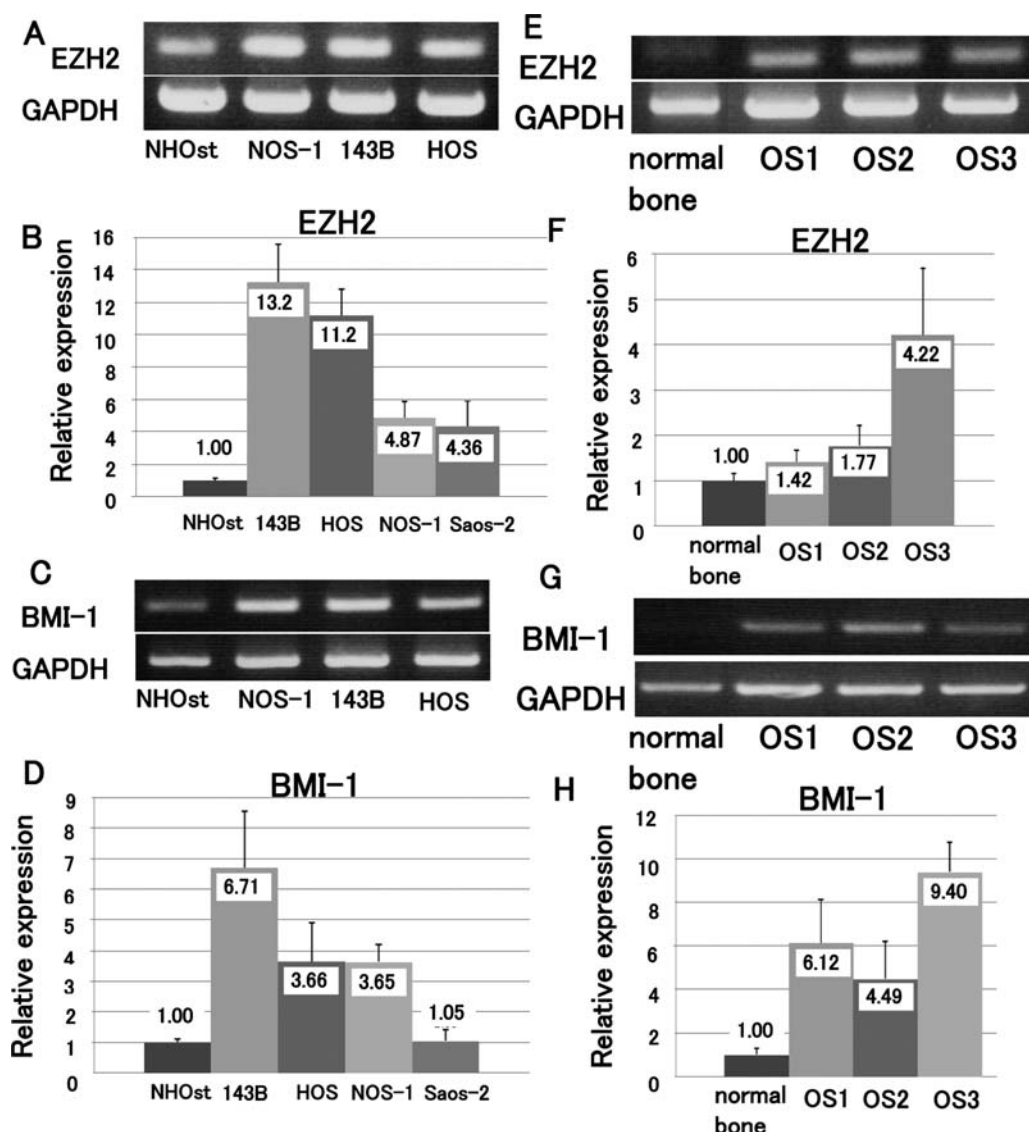 A
EZH2
GAPDH
NHOst NOS-1 143B HOS
B
EZH2
Relative expression
16
14
12
10
8
6
4
2
0
1.00
13.2
11.2
4.87
4.36
NHOst 143B HOS NOS-1 Saos-2
C
BMI-1
GAPDH
NHOst NOS-1 143B HOS
D
BMI-1
Relative expression
9
8
7
6
5
4
3
2
1
0
1.00
6.71
3.66
3.65
1.05
NHOst 143B HOS NOS-1 Saos-2
E
EZH2
GAPDH
normal bone OS1 OS2 OS3
F
EZH2
Relative expression
6
5
4
3
2
1
0
1.00
1.42
1.77
4.22
normal bone OS1 OS2 OS3
G
BMI-1
GAPDH
normal bone OS1 OS2 OS3
H
BMI-1
Relative expression
12
10
8
6
4
2
0
1.00
6.12
4.49
9.40
normal bone OS1 OS2 OS3